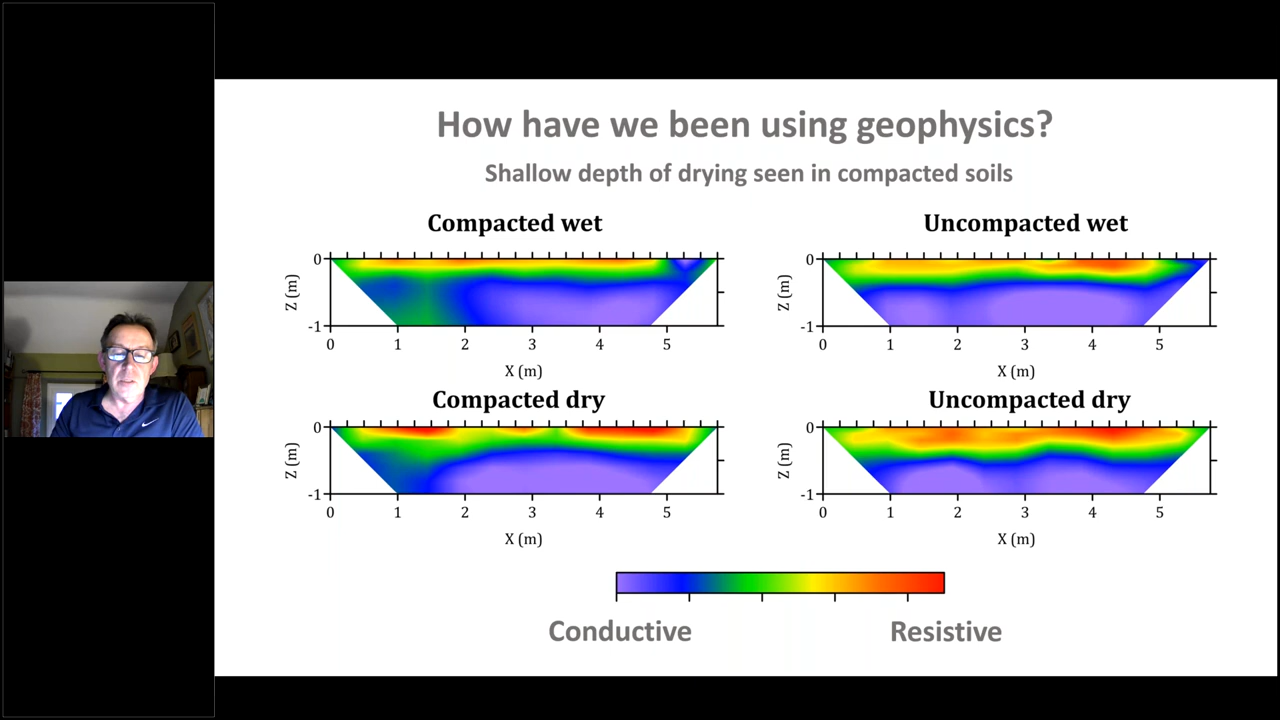 How have we been using geophysics?
Shallow depth of drying seen in compacted soils
Compacted wet
0
Z (m)
-1
0 1 2 3 4 5
X (m)
Uncompacted wet
0
Z (m)
-1
0 1 2 3 4 5
X (m)
Compacted dry
0
Z (m)
-1
0 1 2 3 4 5
X (m)
Uncompacted dry
0
Z (m)
-1
0 1 2 3 4 5
X (m)
Conductive Resistive